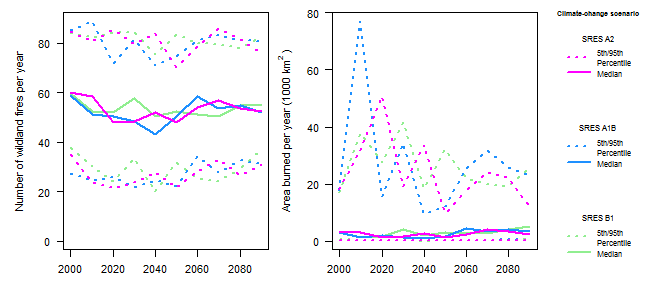 Number of wildland fires per year
80
60
40
20
0
2000 2020 2040 2060 2080
Area burned per year (1000 km²)
80
60
40
20
0
2000 2020 2040 2060 2080
Climate-change scenario
SRES A2
5th/95th
Percentile
Median
SRES A1B
5th/95th
Percentile
Median
SRES B1
5th/95th
Percentile
Median